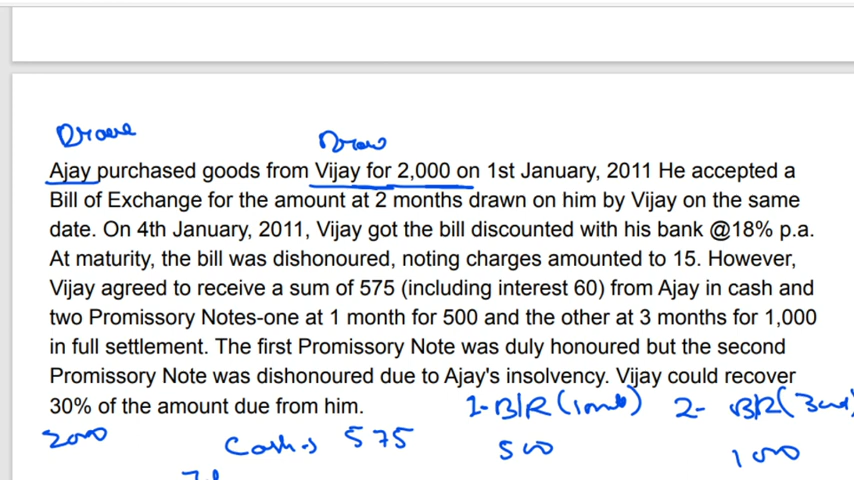 Drawe
Draw
Ajay purchased goods from Vijay for 2,000 on 1st January, 2011 He accepted a
Bill of Exchange for the amount at 2 months drawn on him by Vijay on the same
date. On 4th January, 2011, Vijay got the bill discounted with his bank @18% p.a.
At maturity, the bill was dishonoured, noting charges amounted to 15. However,
Vijay agreed to receive a sum of 575 (including interest 60) from Ajay in cash and
two Promissory Notes-one at 1 month for 500 and the other at 3 months for 1,000
in full settlement. The first Promissory Note was duly honoured but the second
Promissory Note was dishonoured due to Ajay's insolvency. Vijay could recover
30% of the amount due from him.
1- B/R 2- B/R
2000 Cash 575 500 1000